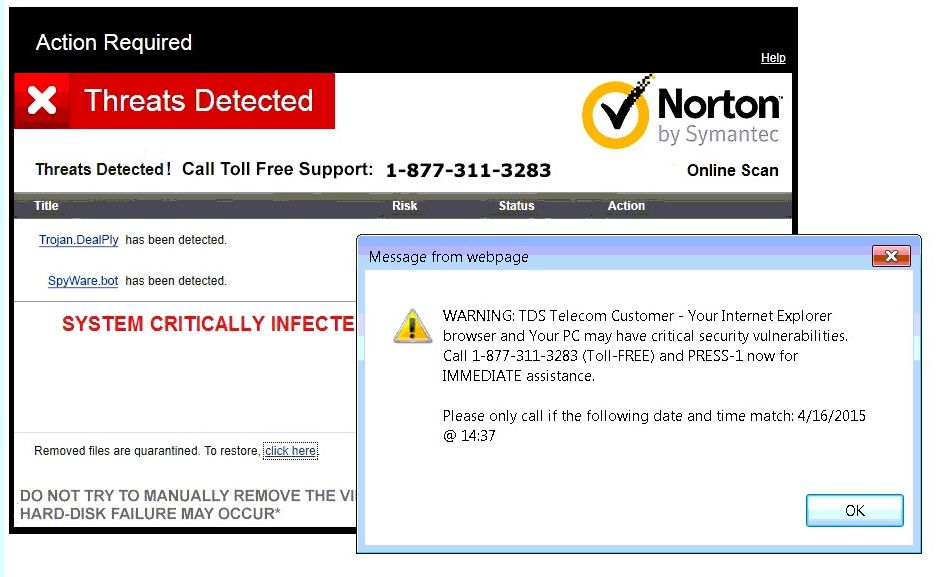 Action Required
Help
Threats Detected
Norton™
by Symantec
Threats Detected! Call Toll Free Support: 1-877-311-3283
Online Scan
Title Risk Status Action
Trojan.DealPly has been detected.
SpyWare.bot has been detected.
SYSTEM CRITICALLY INFECTE
Removed files are quarantined. To restore, click here
DO NOT TRY TO MANUALLY REMOVE THE VI
HARD-DISK FAILURE MAY OCCUR*
Message from webpage
WARNING: TDS Telecom Customer - Your Internet Explorer
browser and Your PC may have critical security vulnerabilities.
Call 1-877-311-3283 (Toll-FREE) and PRESS-1 now for
IMMEDIATE assistance.
Please only call if the following date and time match: 4/16/2015
@ 14:37
OK